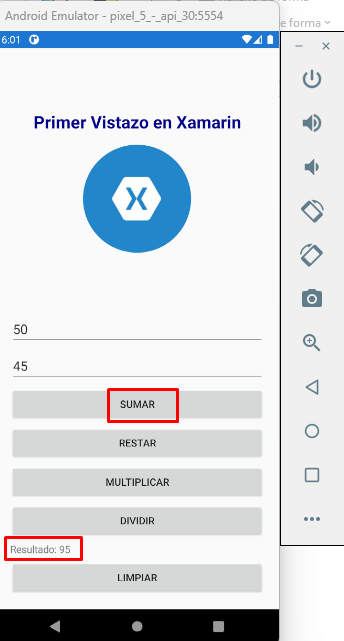 e forma
Android Emulator - pixel_5_-_api_30:5554
6:01
Primer Vistazo en Xamarin
X
50
45
SUMAR
RESTAR
MULTIPLICAR
DIVIDIR
Resultado: 95
LIMPIAR